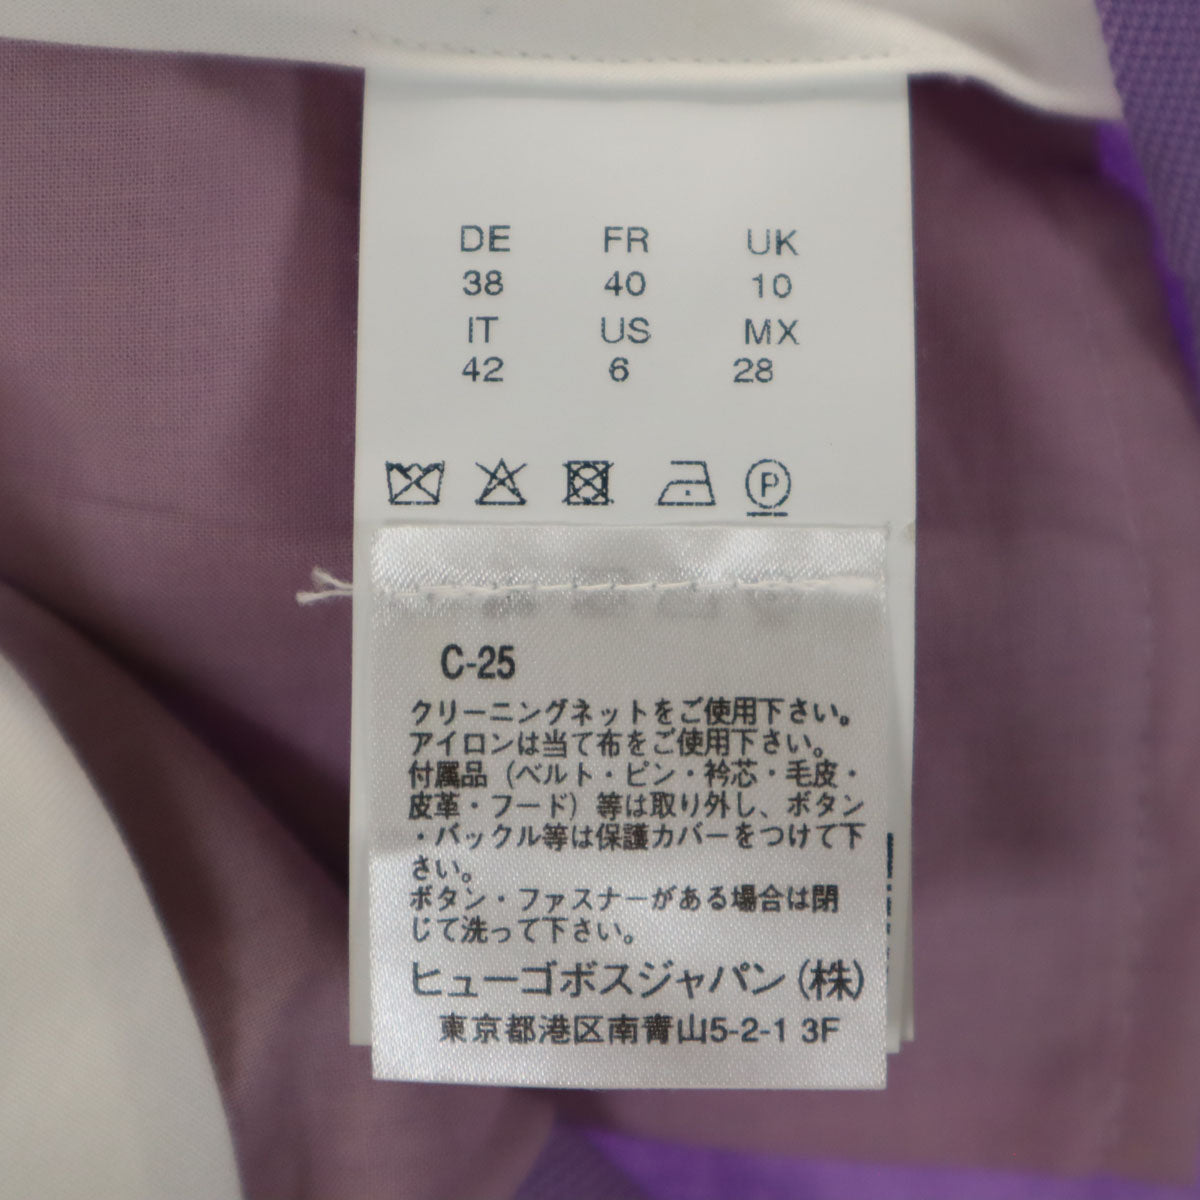 DE FR UK
38 40 10
IT US MX
42 6 28
P
C-25
クリーニングネットをご使用下さい。
アイロンは当て布をご使用下さい。
付属品（ベルト・ピン・衿芯・毛皮・
皮革・フード）等は取り外し、ボタン
・バックル等は保護カバーをつけて下
さい。
ボタン・ファスナーがある場合は閉
じて洗って下さい。
ヒューゴボスジャパン(株)
東京都港区南青山5-2-1 3F